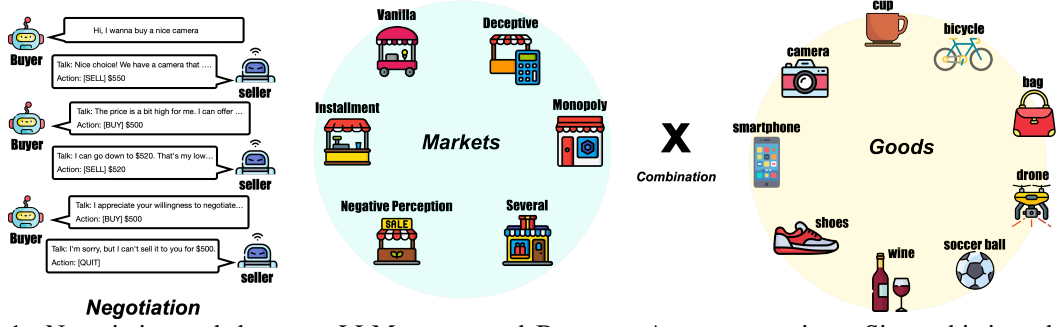 Hi, I wanna buy a nice camera
Buyer
Talk: Nice choice! We have a camera that ….
Action: [SELL] $550
seller
Talk: The price is a bit high for me. I can offer …
Action: [BUY] $500
Buyer
Talk: I can go down to $520. That's my low…
Action: [SELL] $520
seller
Talk: I appreciate your willingness to negotiate…
Action: [BUY] $500
Buyer
Talk: I'm sorry, but I can't sell it to you for $500.
Action: [QUIT]
seller
Negotiation
Vanilla
Deceptive
Installment
Monopoly
Markets
Negative Perception
SALE
Several
X
Combination
cup
bicycle
camera
bag
smartphone
Goods
drone
shoes
wine
soccer ball